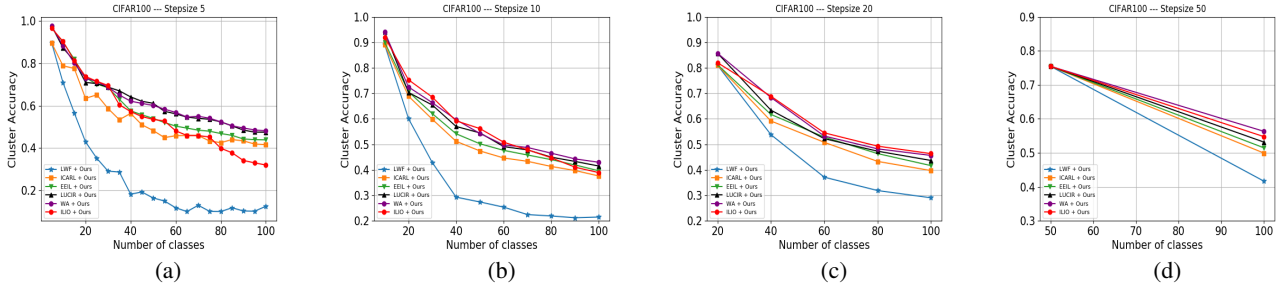 CIFAR100 --- Stepsize 5
Cluster Accuracy
1.0
0.8
0.6
0.4
0.2
LWF + Ours
ICARL + Ours
EEIL + Ours
LUCIR + Ours
WA + Ours
ILIO + Ours
20 40 60 80 100
Number of classes
(a)
CIFAR100 --- Stepsize 10
Cluster Accuracy
1.0
0.9
0.8
0.7
0.6
0.5
0.4
0.3
0.2
LWF + Ours
ICARL + Ours
EEIL + Ours
LUCIR + Ours
WA + Ours
ILIO + Ours
20 40 60 80 100
Number of classes
(b)
CIFAR100 --- Stepsize 20
Cluster Accuracy
1.0
0.9
0.8
0.7
0.6
0.5
0.4
0.3
0.2
LWF + Ours
ICARL + Ours
EEIL + Ours
LUCIR + Ours
WA + Ours
ILIO + Ours
20 40 60 80 100
Number of classes
(c)
CIFAR100 --- Stepsize 50
Cluster Accuracy
0.9
0.8
0.7
0.6
0.5
0.4
0.3
LWF + Ours
ICARL + Ours
EEIL + Ours
LUCIR + Ours
WA + Ours
ILIO + Ours
50 60 70 80 90 100
Number of classes
(d)